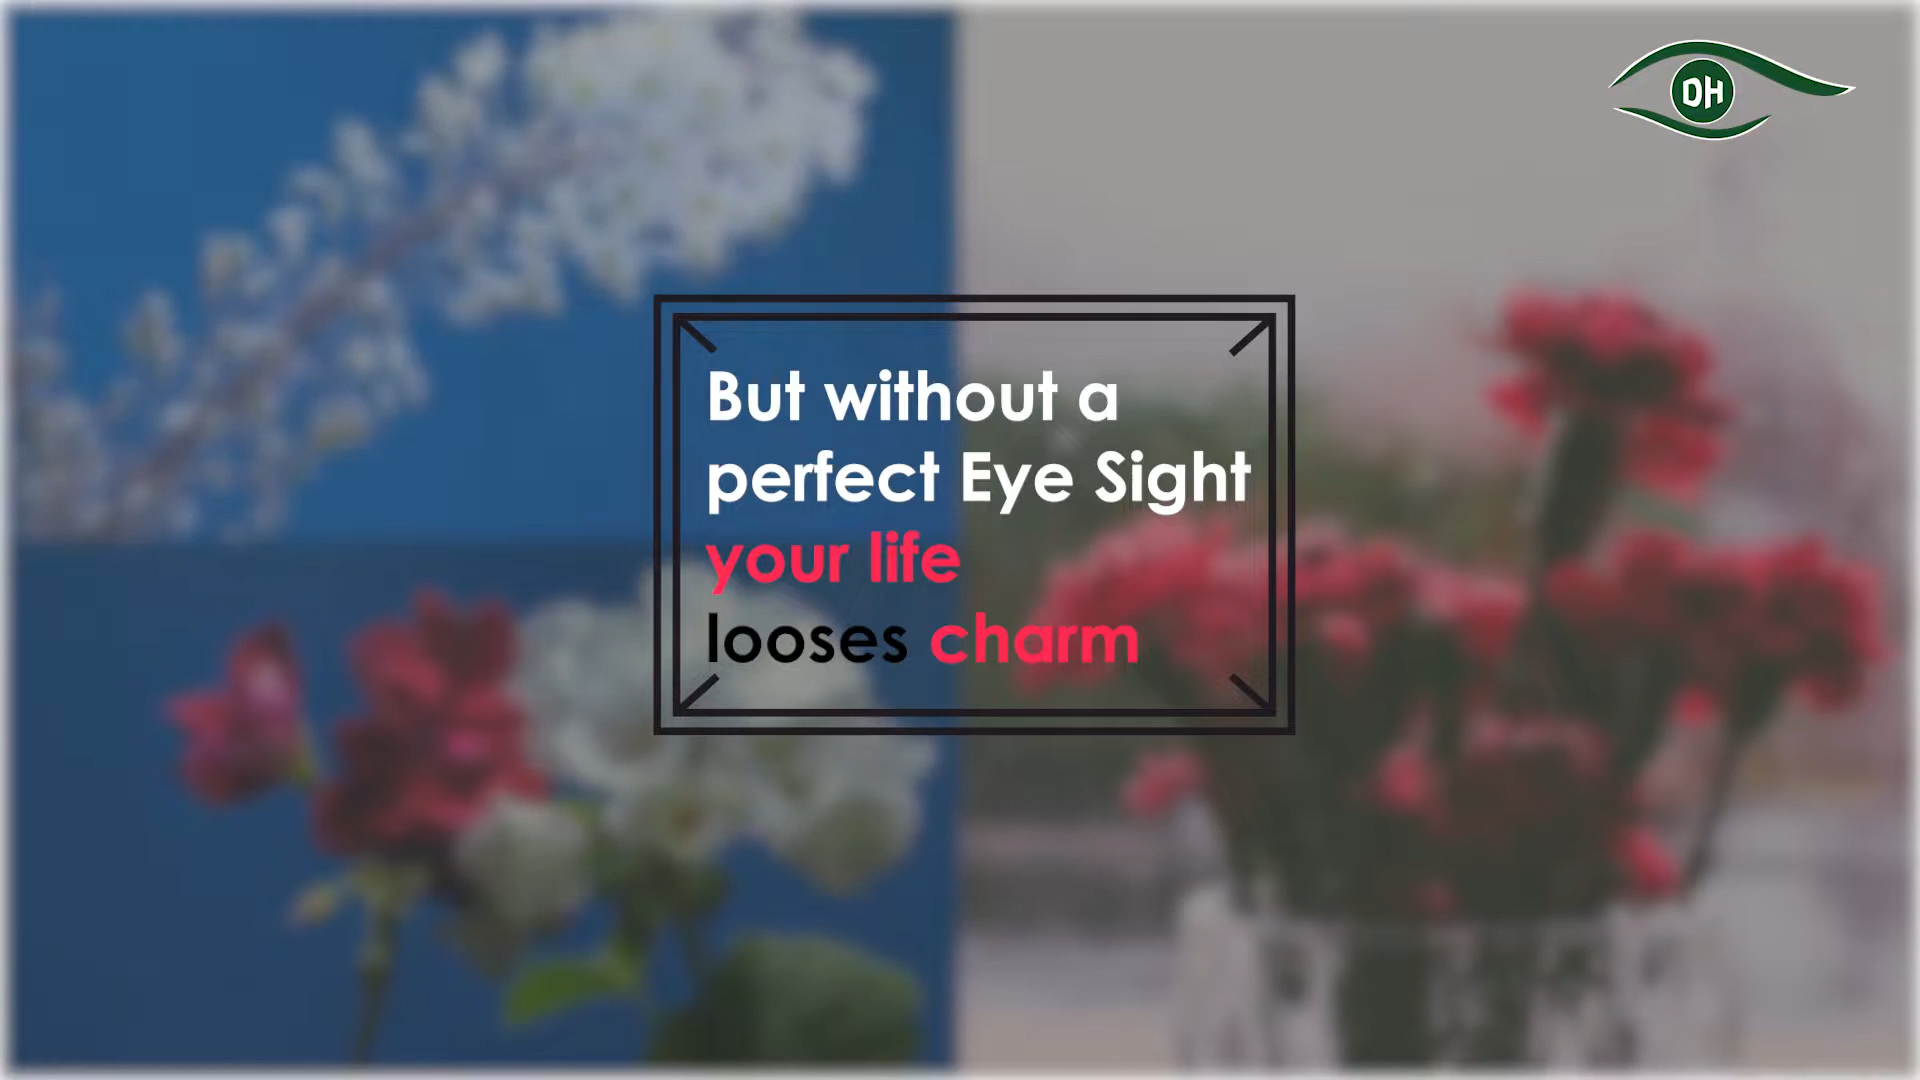 DH
But without a
perfect Eye Sight
your life
looses charm